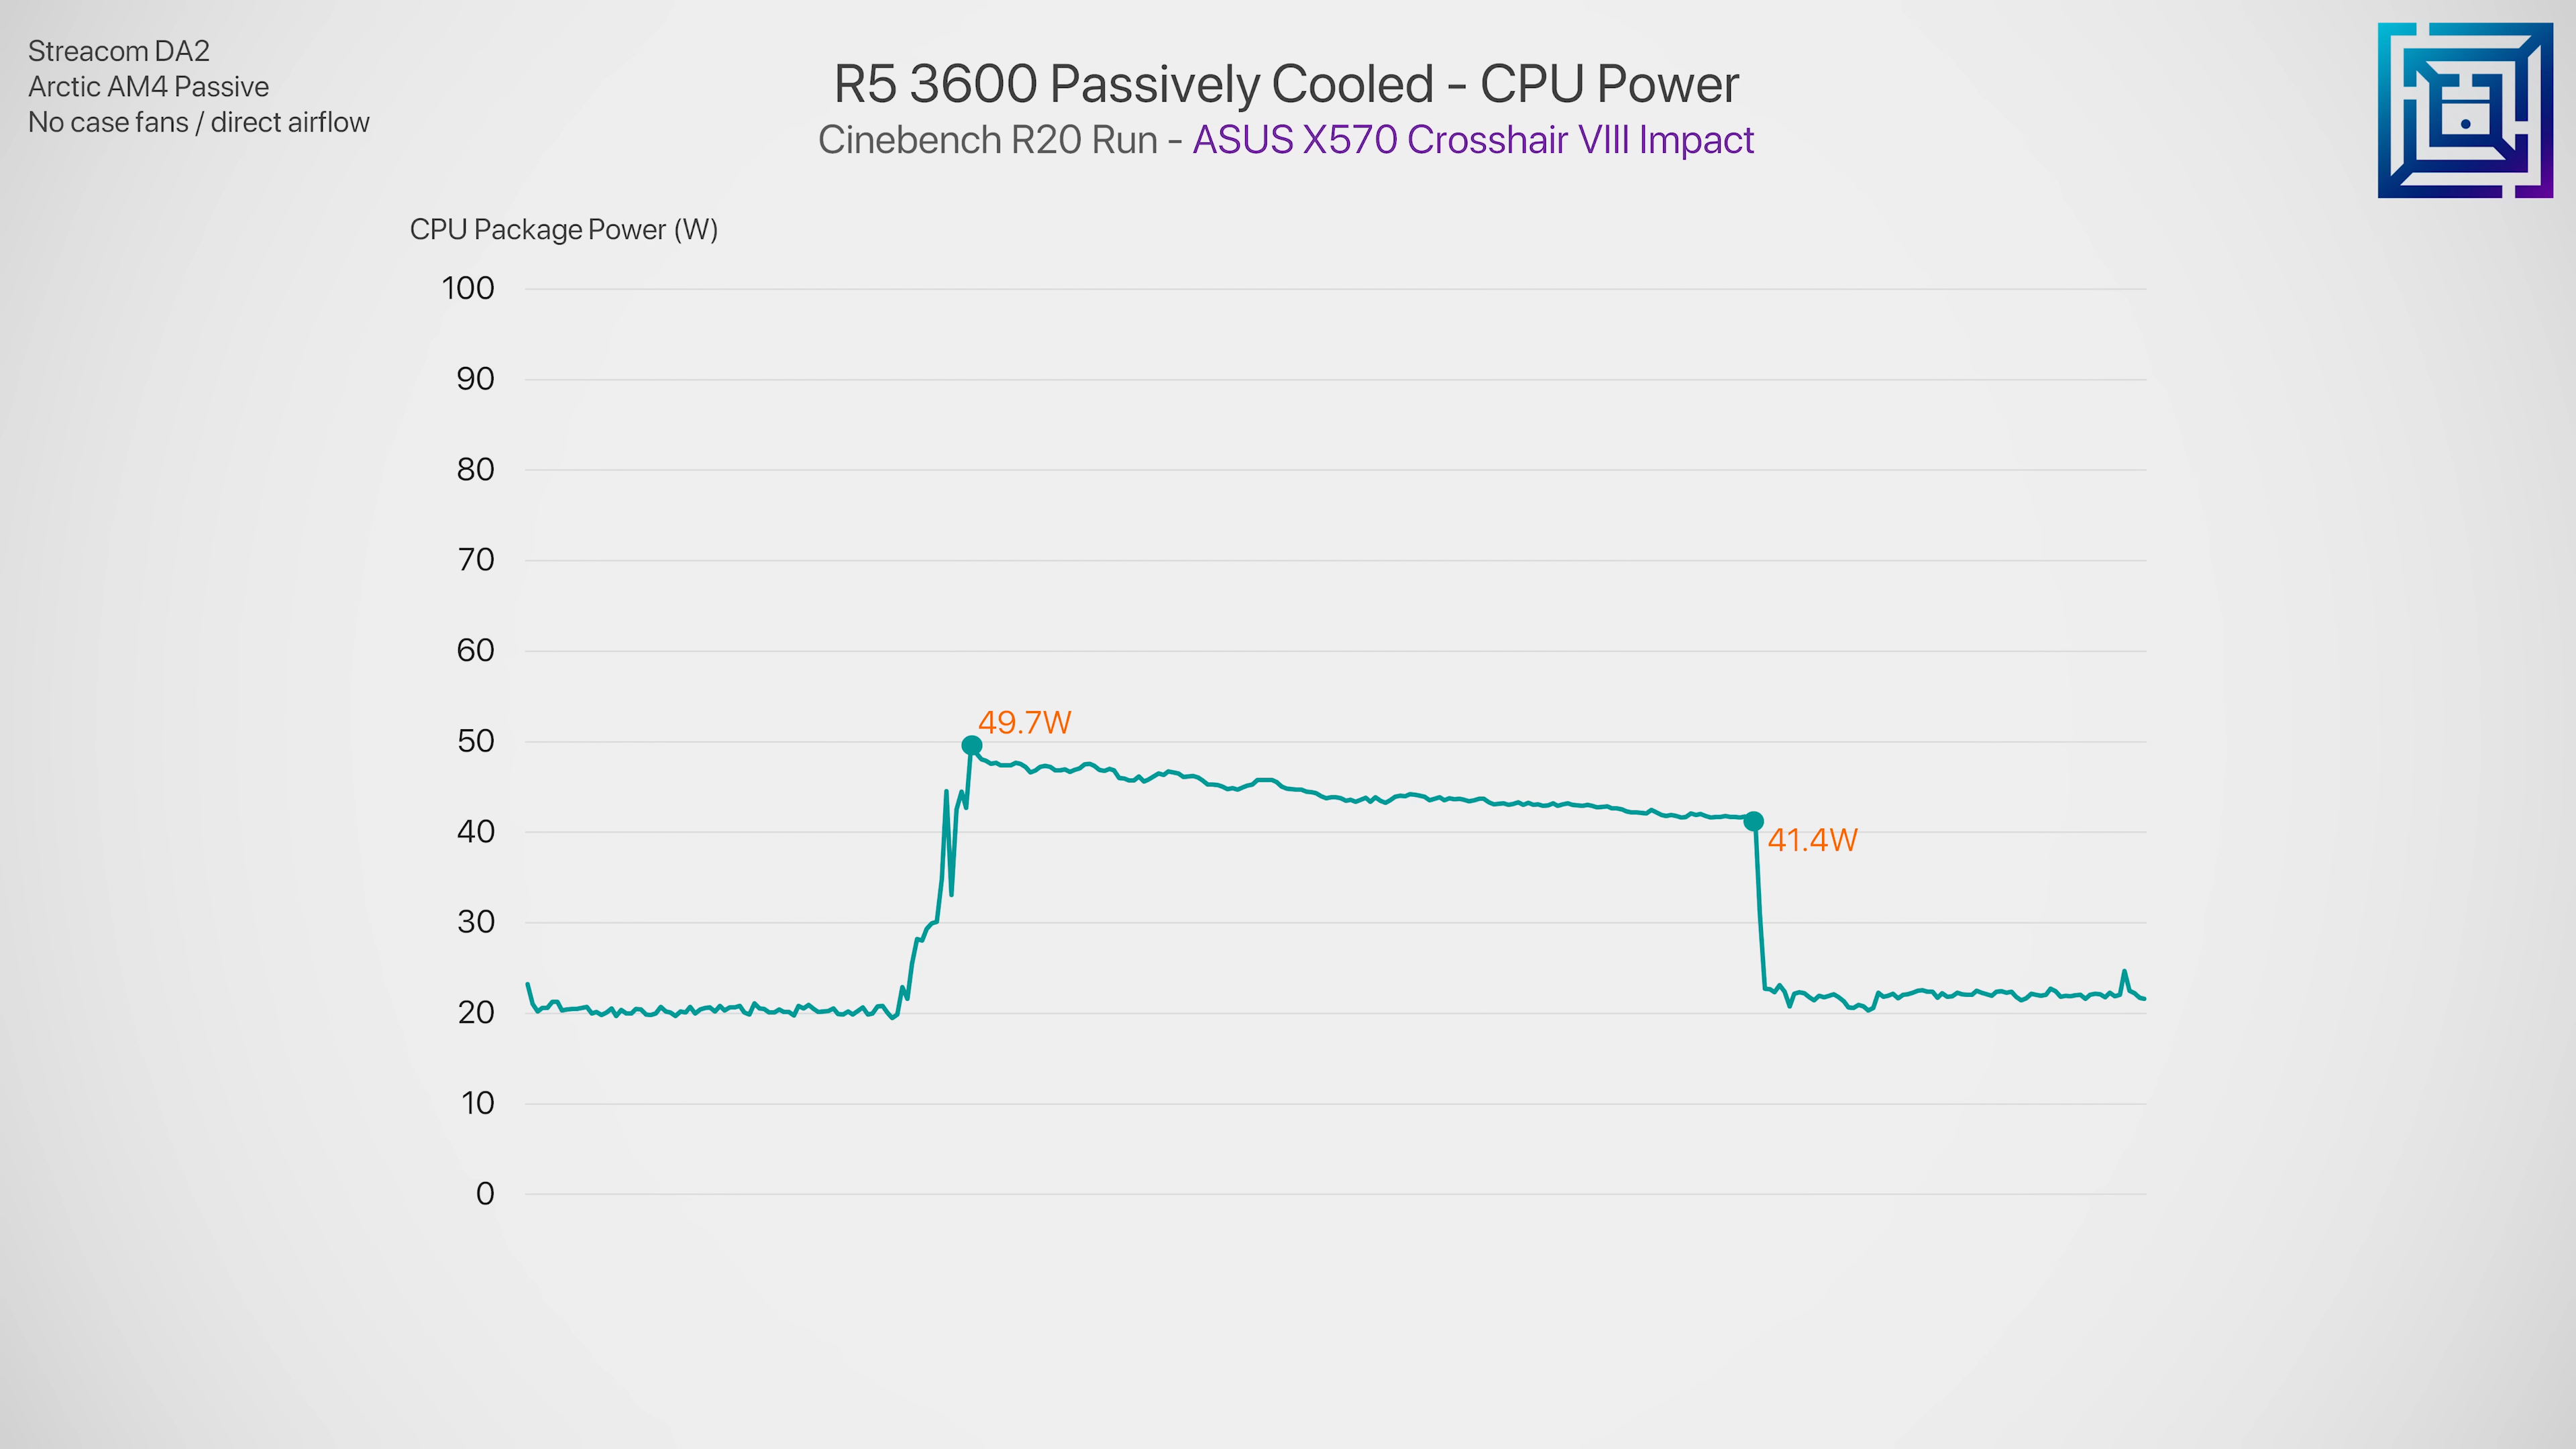 Streacom DA2
Arctic AM4 Passive
No case fans / direct airflow
R5 3600 Passively Cooled - CPU Power
Cinebench R20 Run - ASUS X570 Crosshair VIII Impact
CPU Package Power (W)
100
90
80
70
60
50
40
30
20
10
0
49.7W
41.4W